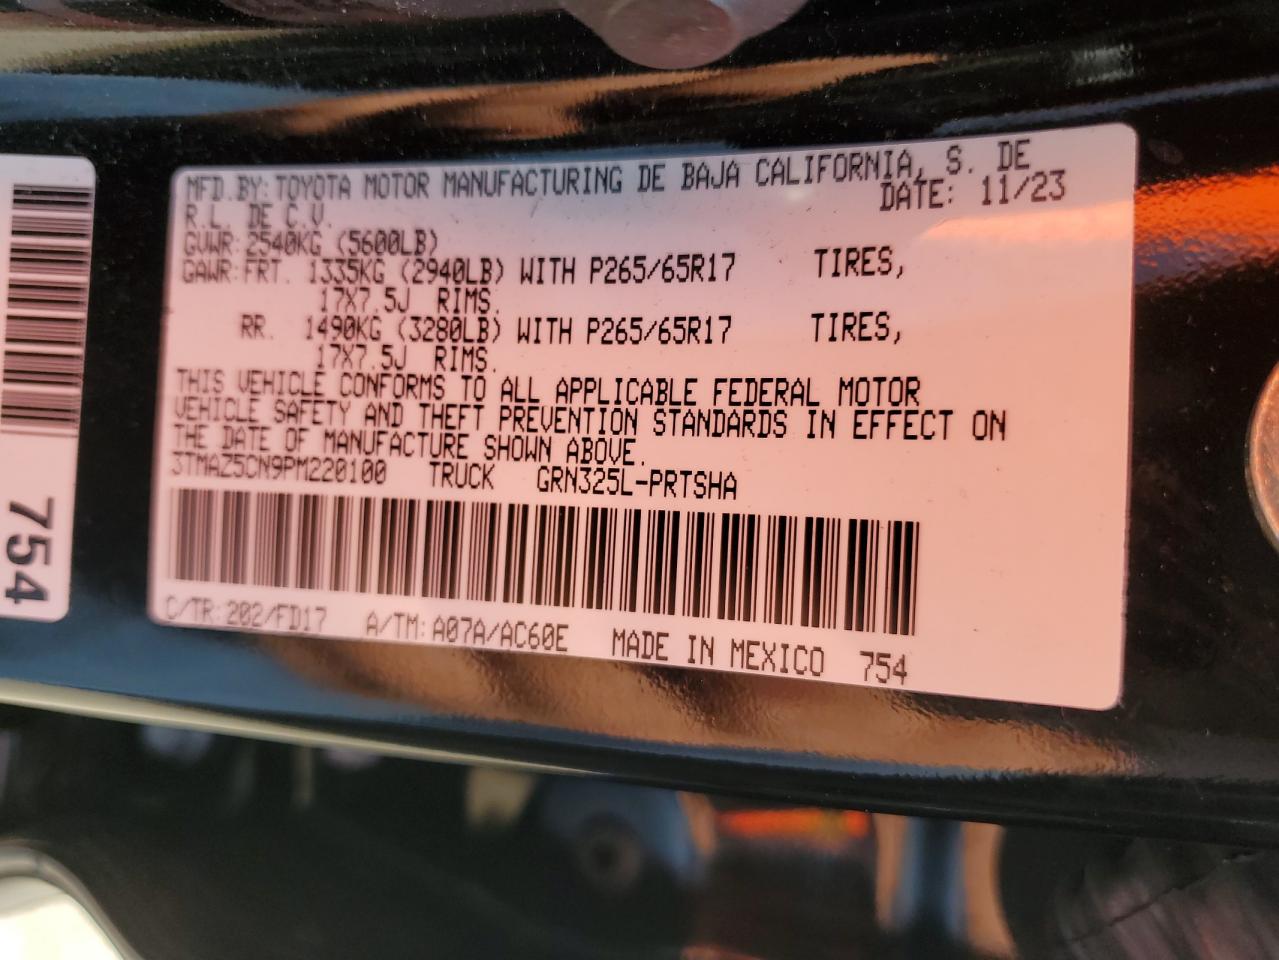 MFD.BY: TOYOTA MOTOR MANUFACTURING DE BAJA CALIFORNIA, S. DE
R.L. DE C.V. DATE: 11/23
GVWR: 2540KG (5600LB)
GAWR: FRT. 1335KG (2940LB) WITH P265/65R17 TIRES,
17X7.5J RIMS.
RR. 1490KG (3280LB) WITH P265/65R17 TIRES,
17X7.5J RIMS.
THIS VEHICLE CONFORMS TO ALL APPLICABLE FEDERAL MOTOR
VEHICLE SAFETY AND THEFT PREVENTION STANDARDS IN EFFECT ON
THE DATE OF MANUFACTURE SHOWN ABOVE.
3TMAZ5CN9PM220100 TRUCK GRN325L-PRTSHA
C/TR: 202/FD17 A/TM: A07A/AC60E MADE IN MEXICO 754
754